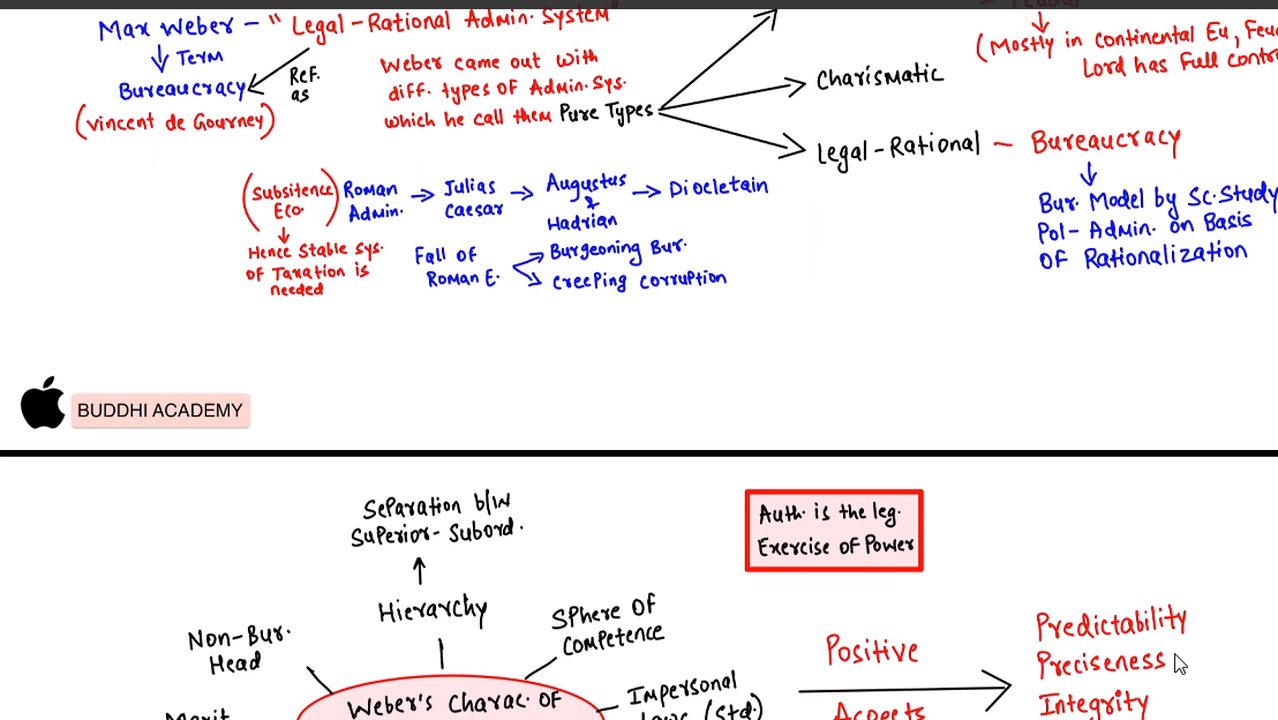 Max Weber - " Legal-Rational Admin. System "
Term
Bureaucracy
Ref.
as
(Vincent de Gourney)
Weber came out with
diff. types of Admin. Sys.
which he call them Pure Types
(Mostly in continental Eu, Feu
Lord has Full contr
Charismatic
Legal-Rational - Bureaucracy
Bur. Model by Sc. Study
Pol-Admin. on Basis
of Rationalization
(Subsitence
Eco.)
Hence Stable Sys.
of Taxation is
needed
Roman
Admin.
Julias
Caesar
Augustus
&
Hadrian
Diocletain
Fall of
Roman E.
Burgeoning Bur.
Creeping corruption
BUDDHI ACADEMY
Separation b/w
Superior-Subord.
Hierarchy
Auth. is the leg.
Exercise of Power
Non-Bur.
Head
Sphere of
Competence
Weber's Charac. of
Impersonal
(Std.)
Merit
Positive
Aspects
Predictability
Preciseness
Integrity